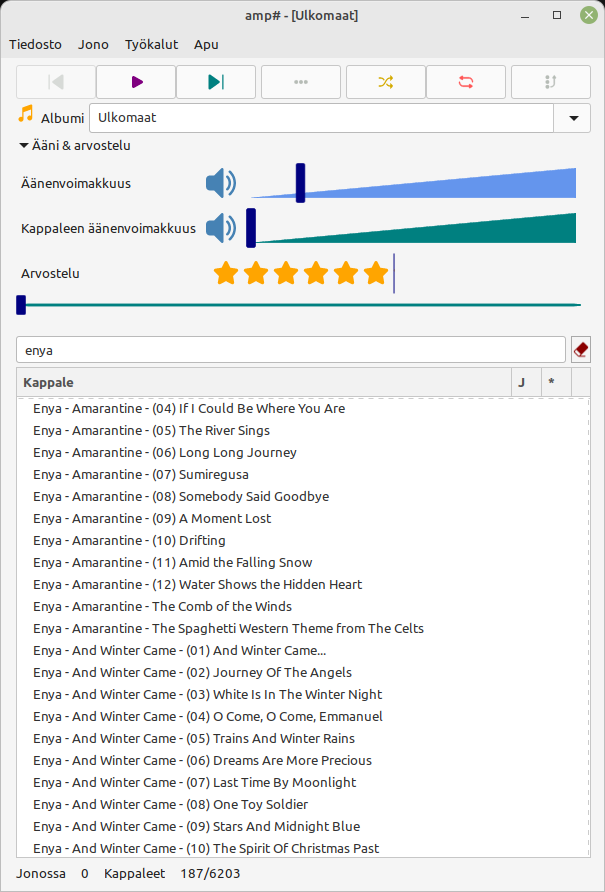 amp# - [Ulkomaat]
Tiedosto Jono Työkalut Apu
Albumi Ulkomaat
Ääni & arvostelu
Äänenvoimakkuus
Kappaleen äänenvoimakkuus
Arvostelu
enya
Kappale J *
Enya - Amarantine - (04) If I Could Be Where You Are
Enya - Amarantine - (05) The River Sings
Enya - Amarantine - (06) Long Long Journey
Enya - Amarantine - (07) Sumiregusa
Enya - Amarantine - (08) Somebody Said Goodbye
Enya - Amarantine - (09) A Moment Lost
Enya - Amarantine - (10) Drifting
Enya - Amarantine - (11) Amid the Falling Snow
Enya - Amarantine - (12) Water Shows the Hidden Heart
Enya - Amarantine - The Comb of the Winds
Enya - Amarantine - The Spaghetti Western Theme from The Celts
Enya - And Winter Came - (01) And Winter Came...
Enya - And Winter Came - (02) Journey Of The Angels
Enya - And Winter Came - (03) White Is In The Winter Night
Enya - And Winter Came - (04) O Come, O Come, Emmanuel
Enya - And Winter Came - (05) Trains And Winter Rains
Enya - And Winter Came - (06) Dreams Are More Precious
Enya - And Winter Came - (07) Last Time By Moonlight
Enya - And Winter Came - (08) One Toy Soldier
Enya - And Winter Came - (09) Stars And Midnight Blue
Enya - And Winter Came - (10) The Spirit Of Christmas Past
Jonossa 0 Kappaleet 187/6203